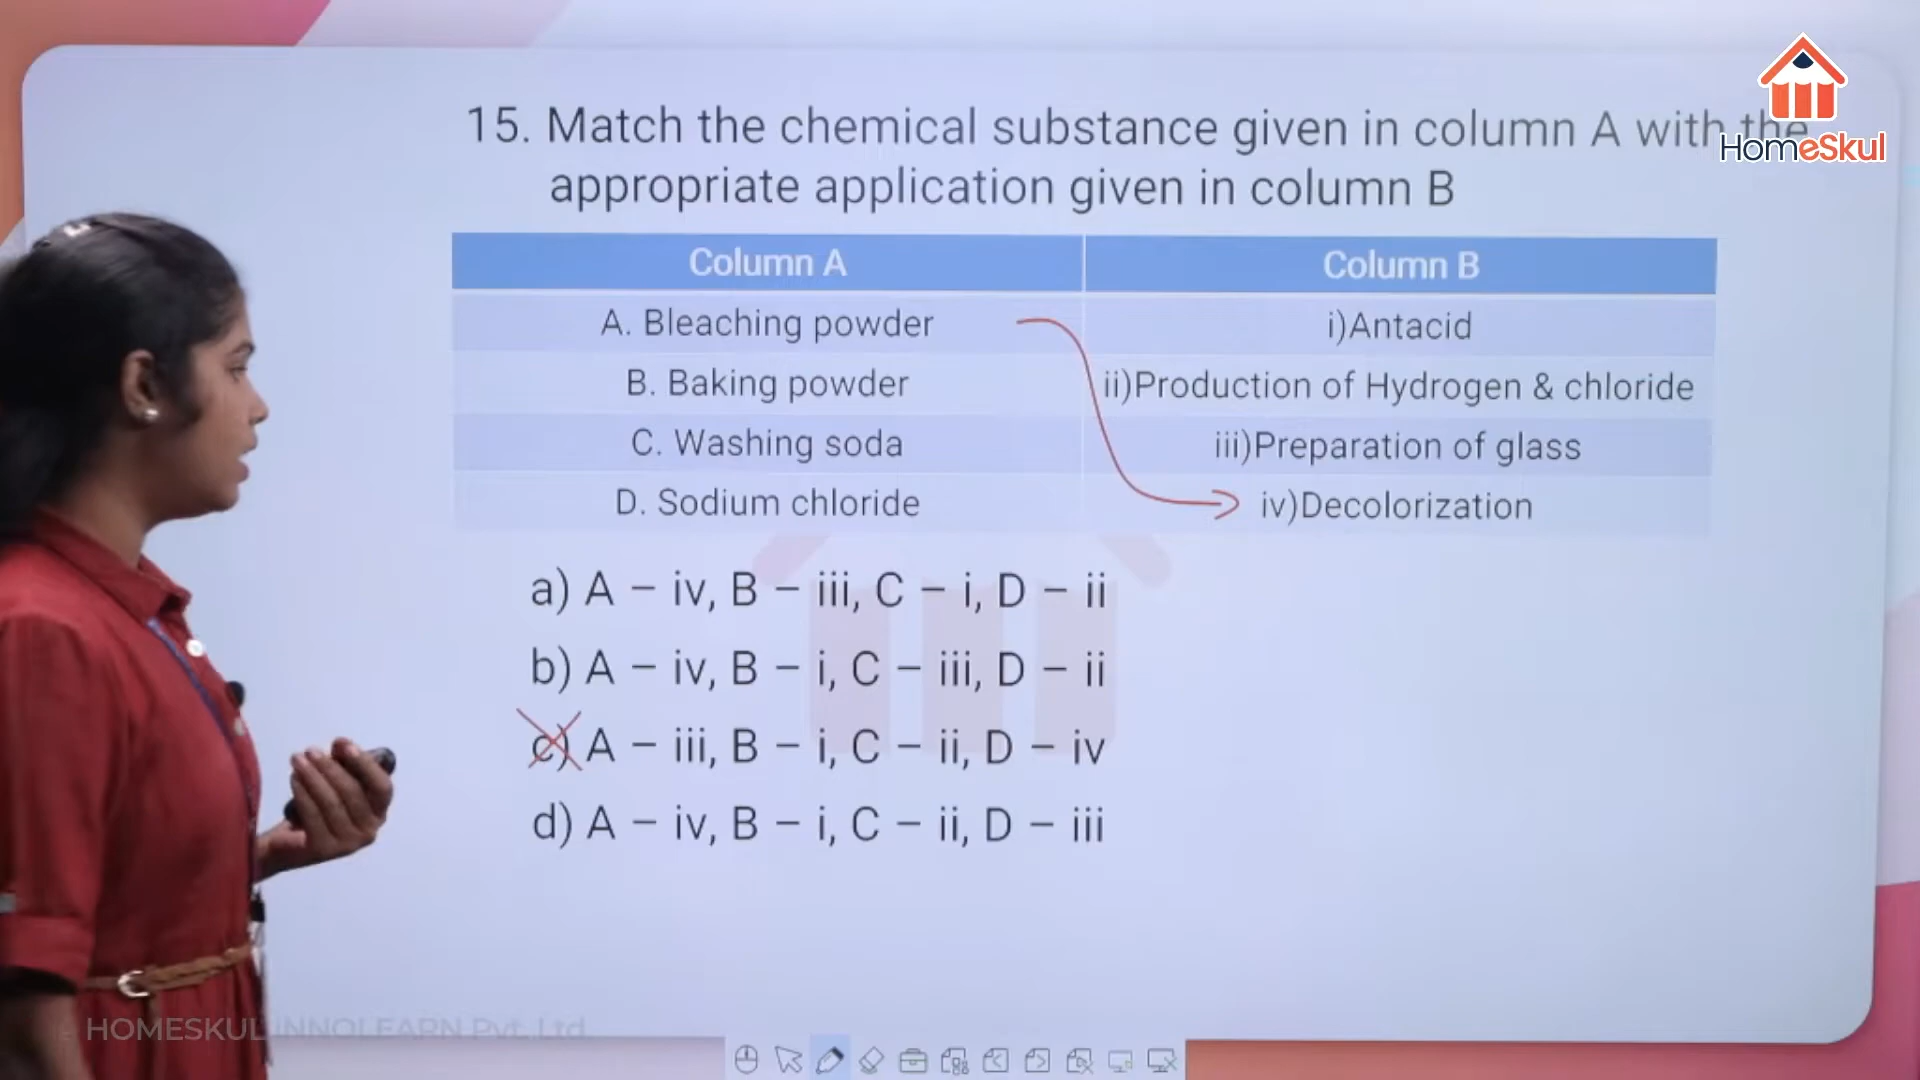 HomeSkul
15. Match the chemical substance given in column A with the
appropriate application given in column B
Column A Column B
A. Bleaching powder i)Antacid
B. Baking powder ii)Production of Hydrogen & chloride
C. Washing soda iii)Preparation of glass
D. Sodium chloride iv)Decolorization
a) A – iv, B – iii, C – i, D – ii
b) A – iv, B – i, C – iii, D – ii
c) A – iii, B – i, C – ii, D – iv
d) A – iv, B – i, C – ii, D – iii
HOMESKUL INNOLEARN Pvt. Ltd